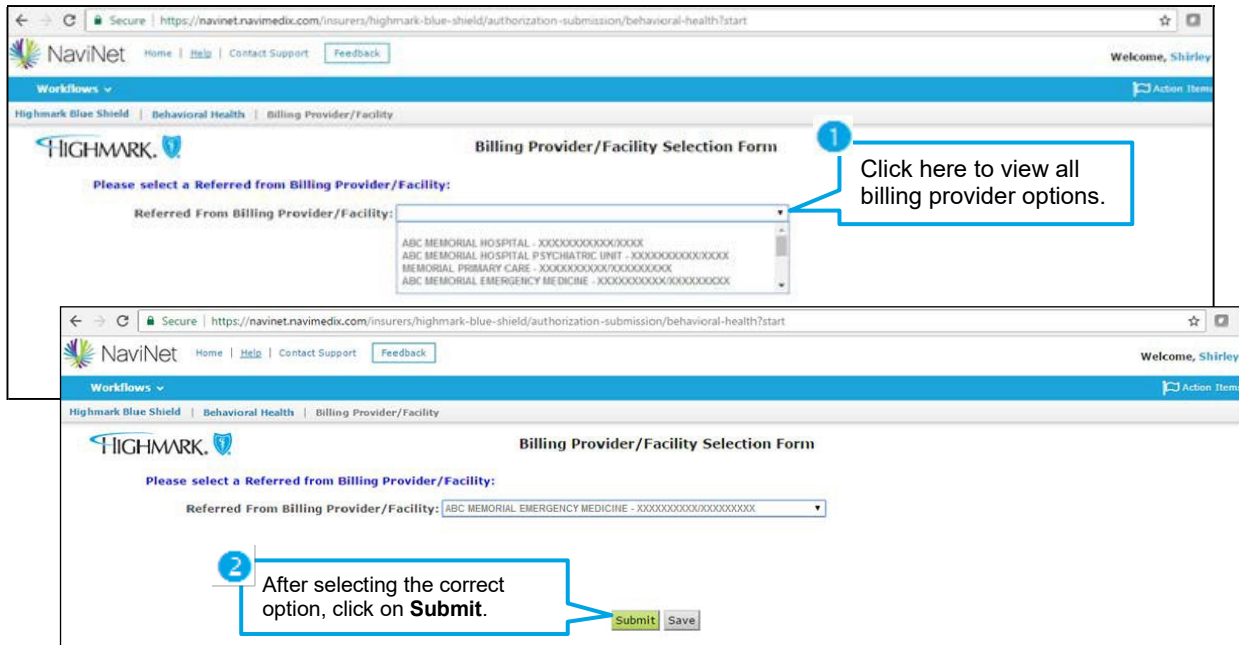 Secure | https://navinet.navimedix.com/insurers/highmark-blue-shield/authorization-submission/behavioral-health?start
NaviNet Home | Help | Contact Support Feedback
Welcome, Shirley
Workflows
Action Items
Highmark Blue Shield | Behavioral Health | Billing Provider/Facility
HIGHMARK.
Billing Provider/Facility Selection Form
1
Click here to view all
billing provider options.
Please select a Referred from Billing Provider/Facility:
Referred From Billing Provider/Facility:
ABC MEMORIAL HOSPITAL - XXXXXXXXXXX/XXXX
ABC MEMORIAL HOSPITAL PSYCHIATRIC UNIT - XXXXXXXXXX/XXXX
MEMORIAL PRIMARY CARE - XXXXXXXXXX/XXXXXXXXX
ABC MEMORIAL EMERGENCY MEDICINE - XXXXXXXXXX/XXXXXXXXX
Secure | https://navinet.navimedix.com/insurers/highmark-blue-shield/authorization-submission/behavioral-health?start
NaviNet Home | Help | Contact Support Feedback
Welcome, Shirley
Workflows
Action Items
Highmark Blue Shield | Behavioral Health | Billing Provider/Facility
HIGHMARK.
Billing Provider/Facility Selection Form
Please select a Referred from Billing Provider/Facility:
Referred From Billing Provider/Facility: ABC MEMORIAL EMERGENCY MEDICINE - XXXXXXXXXX/XXXXXXXXX
2
After selecting the correct
option, click on Submit.
Submit Save